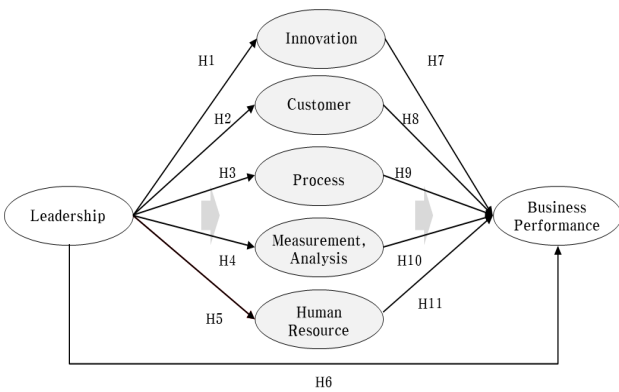 Innovation
H1
H7
Customer
H2
H8
H3
H9
Process
Leadership
Business
Performance
Measurement,
Analysis
H4
H10
Human
Resource
H5
H11
H6